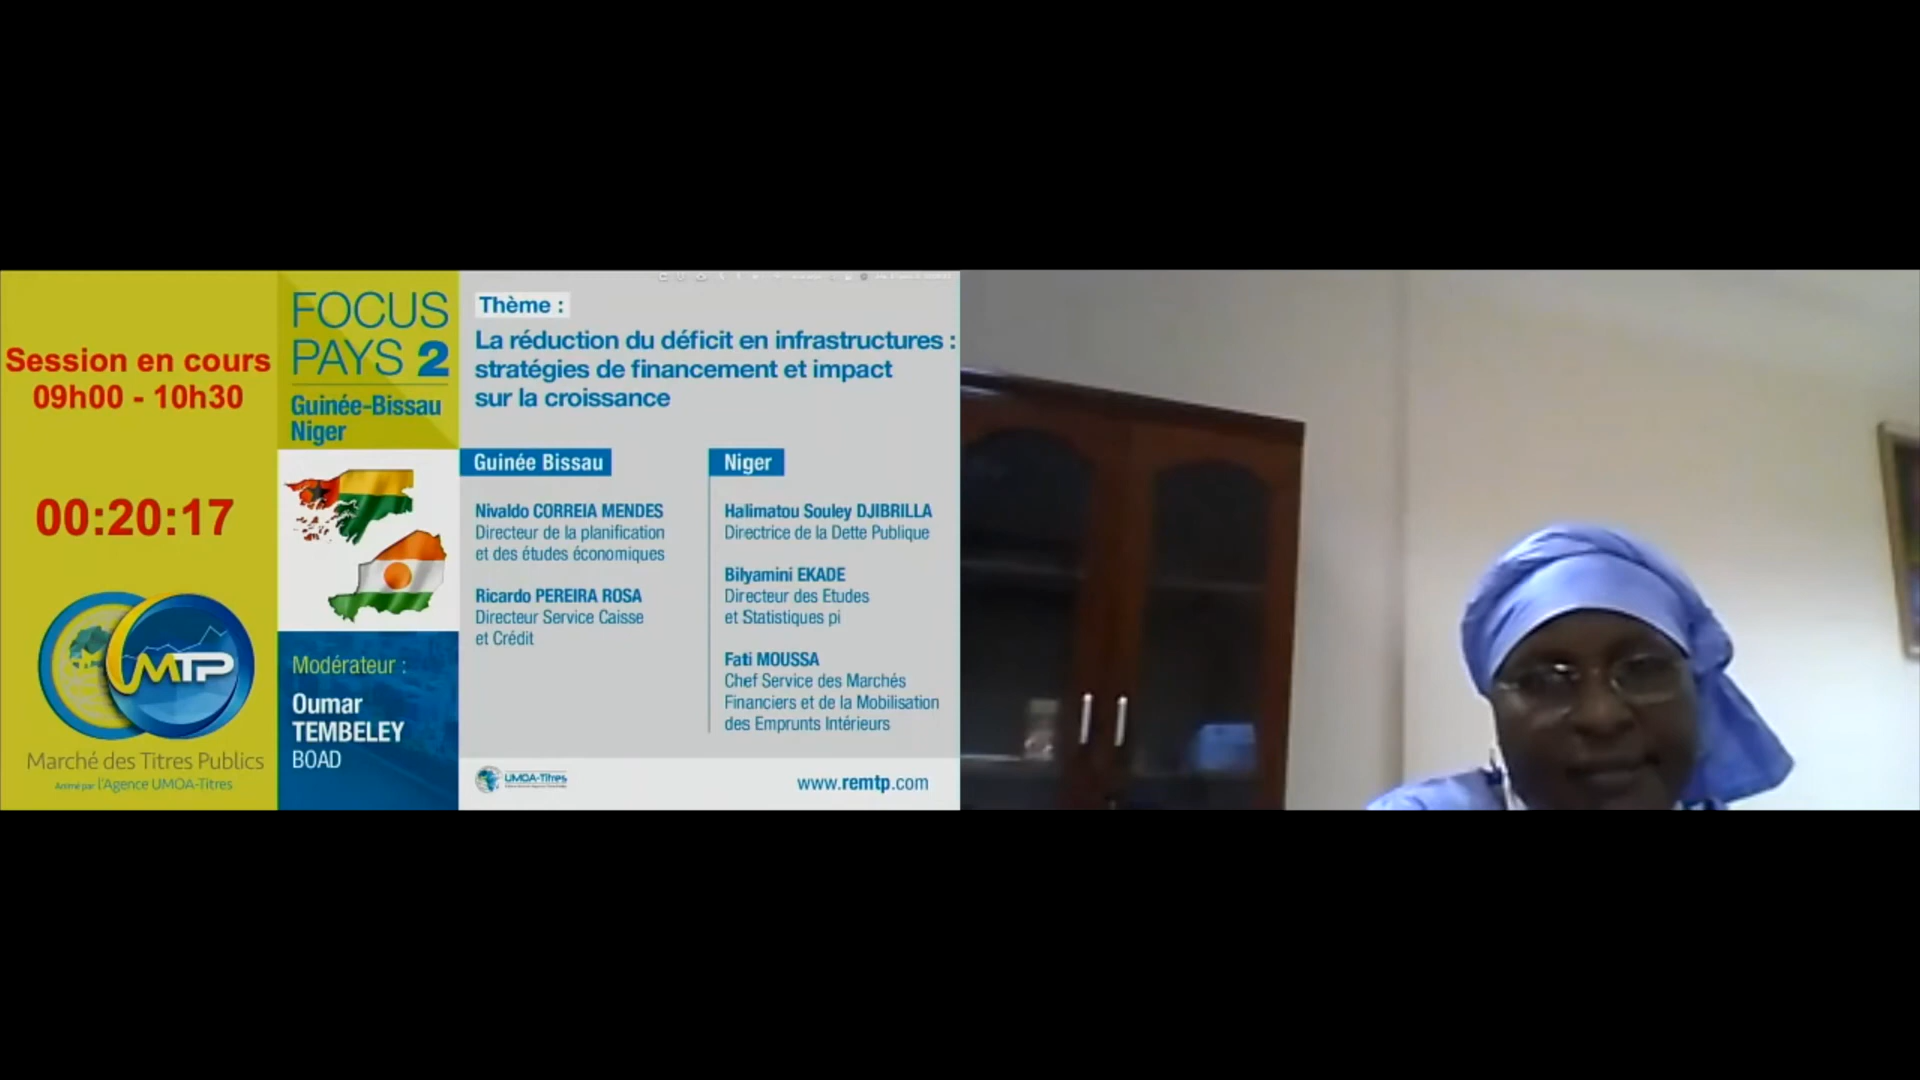 Session en cours
09h00 - 10h30
00:20:17
MTP
Marché des Titres Publics
Animé par l'Agence UMOA-Titres
FOCUS
PAYS 2
Guinée-Bissau
Niger
Modérateur :
Oumar
TEMBELEY
BOAD
Thème :
La réduction du déficit en infrastructures :
stratégies de financement et impact
sur la croissance
Guinée Bissau
Nivaldo CORREIA MENDES
Directeur de la planification
et des études économiques
Ricardo PEREIRA ROSA
Directeur Service Caisse
et Crédit
Niger
Halimatou Souley DJIBRILLA
Directrice de la Dette Publique
Bilyamini EKADE
Directeur des Etudes
et Statistiques pi
Fati MOUSSA
Chef Service des Marchés
Financiers et de la Mobilisation
des Emprunts Intérieurs
UMOA-Titres
www.remtp.com